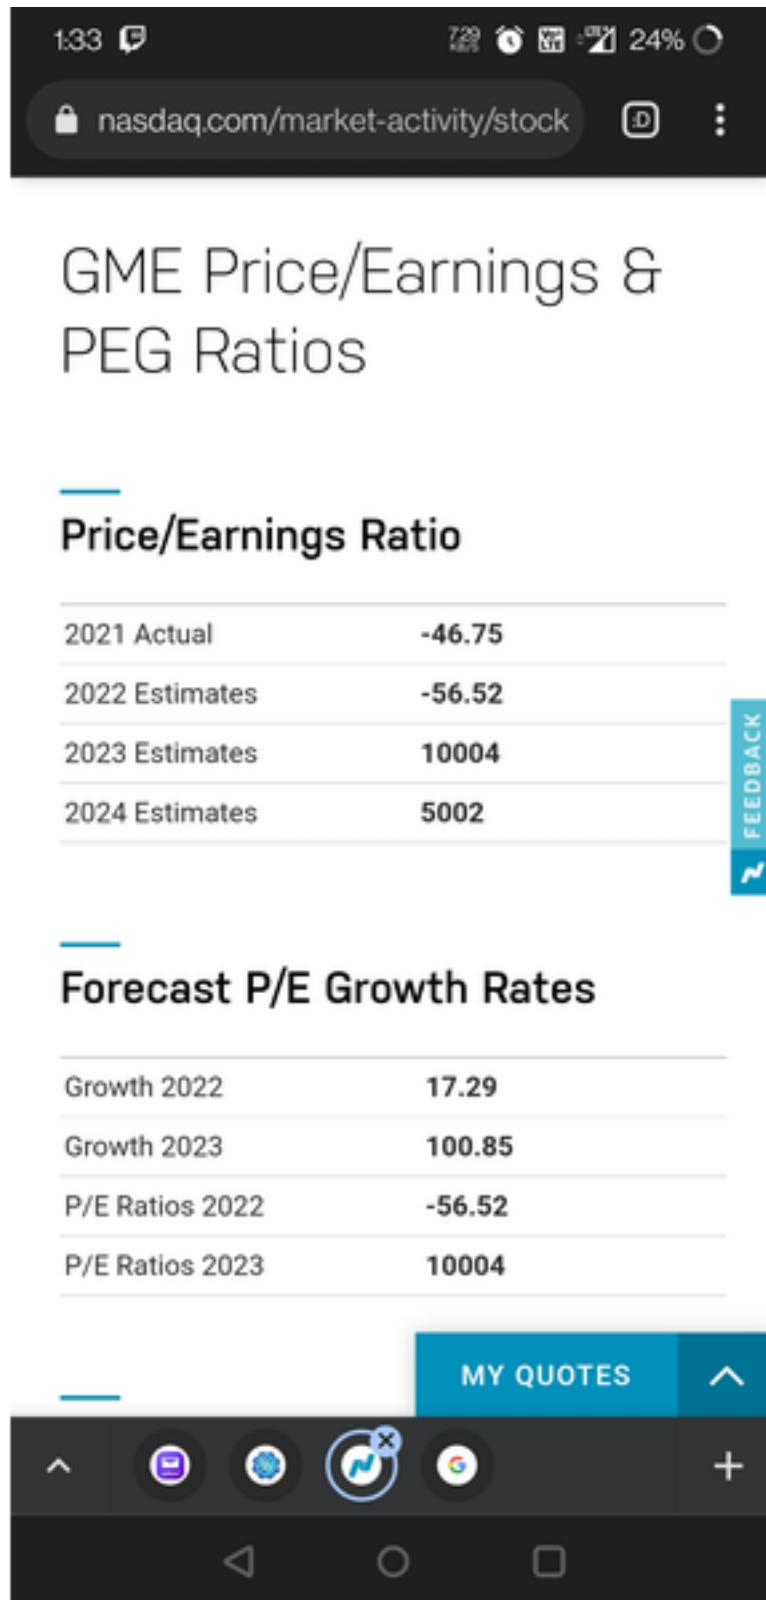 1:33
24%
nasdaq.com/market-activity/stock
:D
GME Price/Earnings &
PEG Ratios
Price/Earnings Ratio
2021 Actual -46.75
2022 Estimates -56.52
2023 Estimates 10004
2024 Estimates 5002
FEEDBACK
Forecast P/E Growth Rates
Growth 2022 17.29
Growth 2023 100.85
P/E Ratios 2022 -56.52
P/E Ratios 2023 10004
MY QUOTES
G